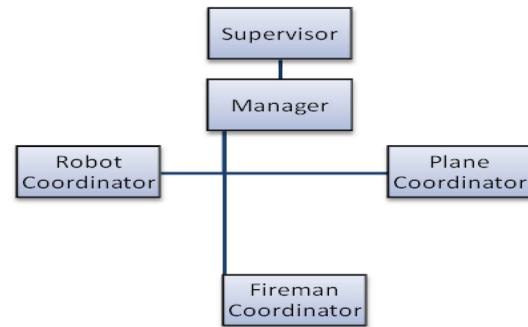 Supervisor
Manager
Robot
Coordinator
Plane
Coordinator
Fireman
Coordinator